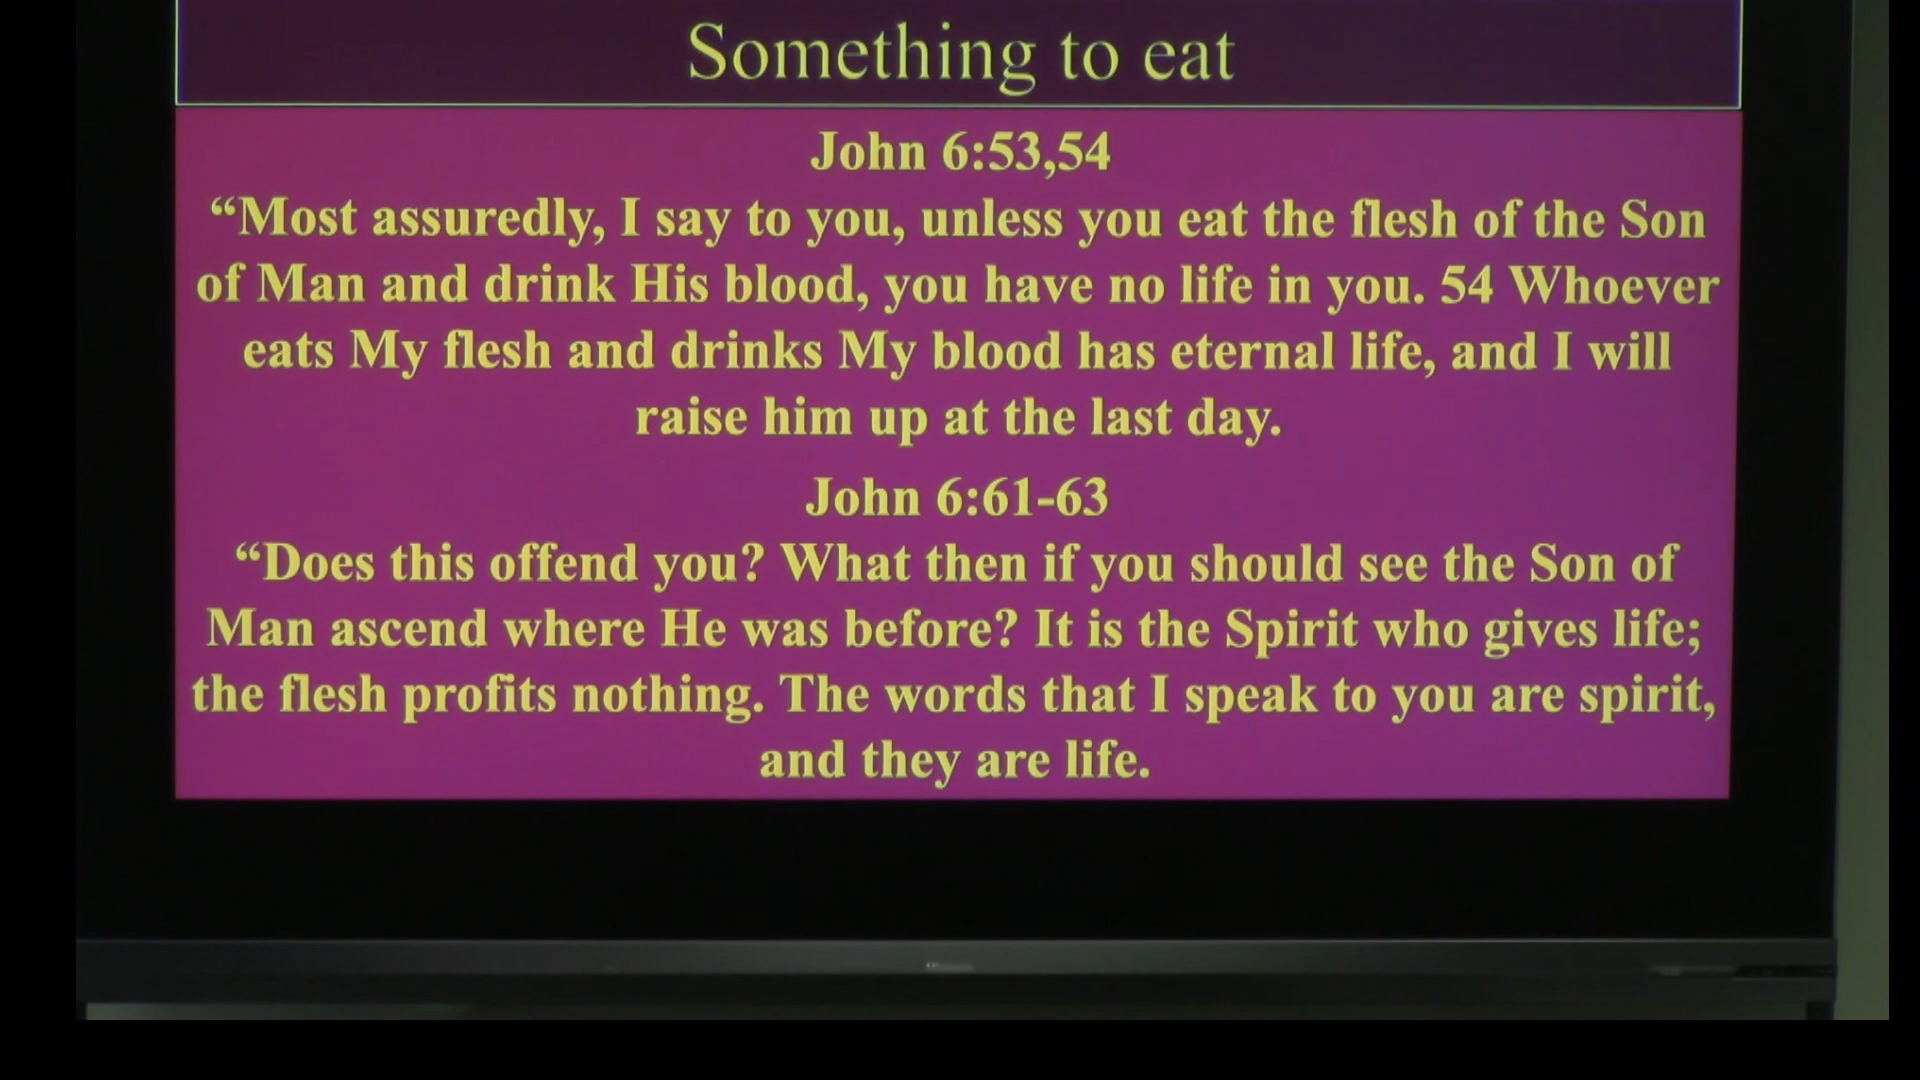 Something to eat
John 6:53,54
“Most assuredly, I say to you, unless you eat the flesh of the Son
of Man and drink His blood, you have no life in you. 54 Whoever
eats My flesh and drinks My blood has eternal life, and I will
raise him up at the last day.
John 6:61-63
“Does this offend you? What then if you should see the Son of
Man ascend where He was before? It is the Spirit who gives life;
the flesh profits nothing. The words that I speak to you are spirit,
and they are life.